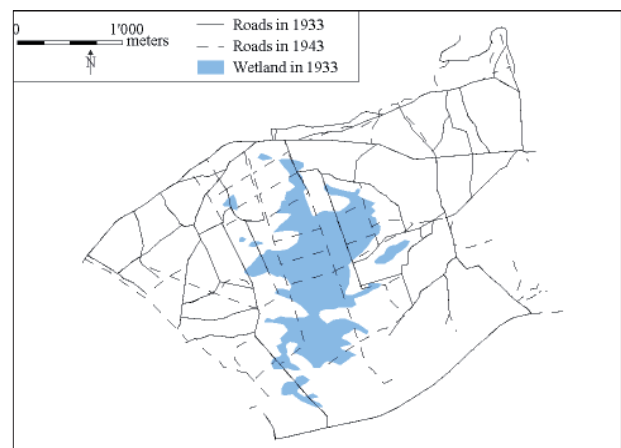 0 1'000
meters
N
Roads in 1933
Roads in 1943
Wetland in 1933